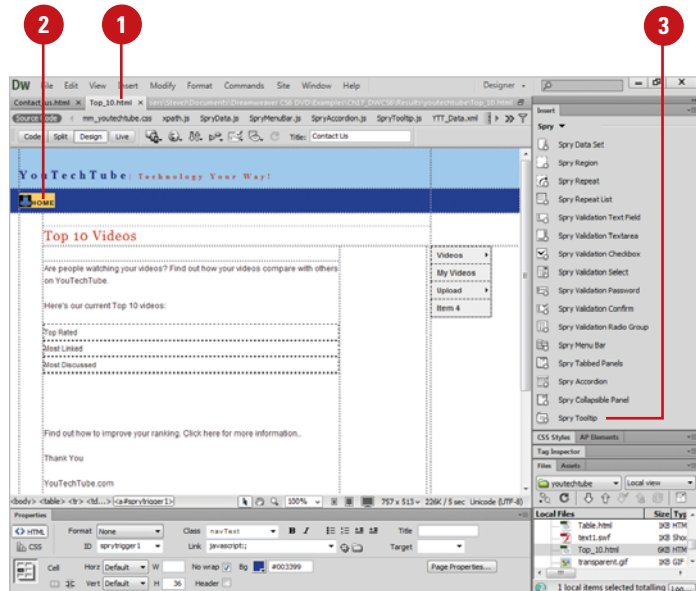 2 1 3
DW File Edit View Insert Modify Format Commands Site Window Help Designer
Contact_us.html × Top_10.html ×
Source Code mm_youtechtube.css xpath.js SpryData.js SpryMenuBar.js SpryAccordion.js SpryTooltip.js YTT_Data.xml
Code Split Design Live Title: Contact Us
YouTechTube: Technology Your Way!
HOME
Top 10 Videos
Are people watching your videos? Find out how your videos compare with others
on YouTechTube.
Here's our current Top 10 videos:
Top Rated
Most Linked
Most Discussed
Find out how to improve your ranking. Click here for more information..
Thank You
YouTechTube.com
Videos
My Videos
Upload
Item 4
<body> <table> <tr> <td...> <a#sprytrigger1> 100% 757 x 513 226K / 5 sec Unicode (UTF-8)
Properties
<> HTML Format None Class navText B I Title
CSS ID sprytrigger1 Link javascript:; Target
Cell Horz Default W No wrap Bg #003399 Page Properties...
Vert Default H 36 Header
Insert
Spry
Spry Data Set
Spry Region
Spry Repeat
Spry Repeat List
Spry Validation Text Field
Spry Validation Textarea
Spry Validation Checkbox
Spry Validation Select
Spry Validation Password
Spry Validation Confirm
Spry Validation Radio Group
Spry Menu Bar
Spry Tabbed Panels
Spry Accordion
Spry Collapsible Panel
Spry Tooltip
CSS Styles AP Elements
Tag Inspector
Files Assets
youtechtube Local view
Local Files Size Typ
Table.html 1KB HTM
text1.swf 1KB Shoc
Top_10.html 6KB HTM
transparent.gif 1KB GIF
1 local items selected totalling Log...